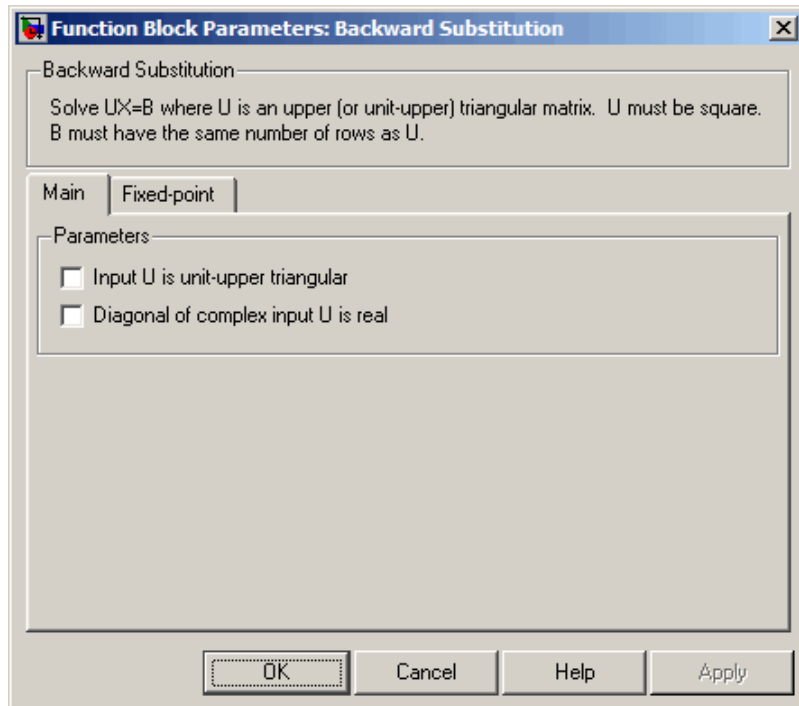 Function Block Parameters: Backward Substitution
Backward Substitution
Solve UX=B where U is an upper (or unit-upper) triangular matrix.  U must be square.
B must have the same number of rows as U.
Main
Fixed-point
Parameters
Input U is unit-upper triangular
Diagonal of complex input U is real
OK
Cancel
Help
Apply